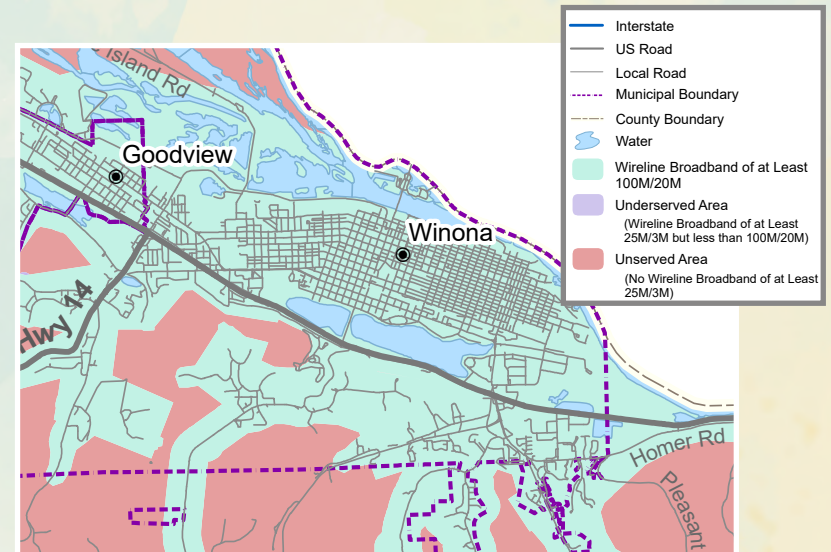 Interstate
US Road
Local Road
Municipal Boundary
County Boundary
Water
Wireline Broadband of at Least
100M/20M
Underserved Area
(Wireline Broadband of at Least
25M/3M but less than 100M/20M)
Unserved Area
(No Wireline Broadband of at Least
25M/3M)
Island Rd
Goodview
Winona
Hwy 14
Homer Rd
Pleasant